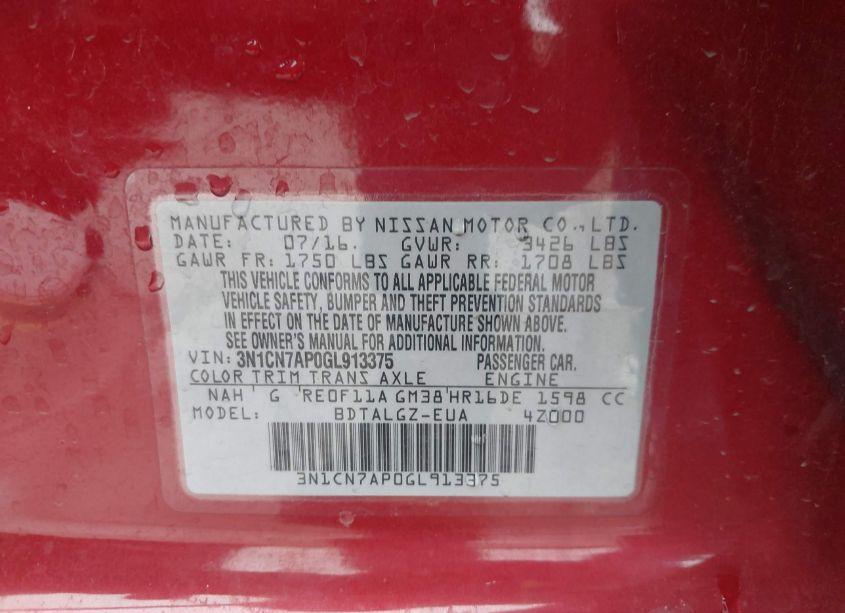 MANUFACTURED BY NISSAN MOTOR CO.,LTD.
DATE: 07/16. GVWR: 3426 LBS
GAWR FR: 1750 LBS GAWR RR: 1708 LBS
THIS VEHICLE CONFORMS TO ALL APPLICABLE FEDERAL MOTOR
VEHICLE SAFETY, BUMPER AND THEFT PREVENTION STANDARDS
IN EFFECT ON THE DATE OF MANUFACTURE SHOWN ABOVE.
SEE OWNER'S MANUAL FOR ADDITIONAL INFORMATION.
VIN: 3N1CN7AP0GL913375 PASSENGER CAR.
COLOR TRIM TRANS AXLE ENGINE
NAH G RE0F11A GM38 HR16DE 1598 CC
MODEL: BDTALGZ-EUA 4Z000
3N1CN7AP0GL913375